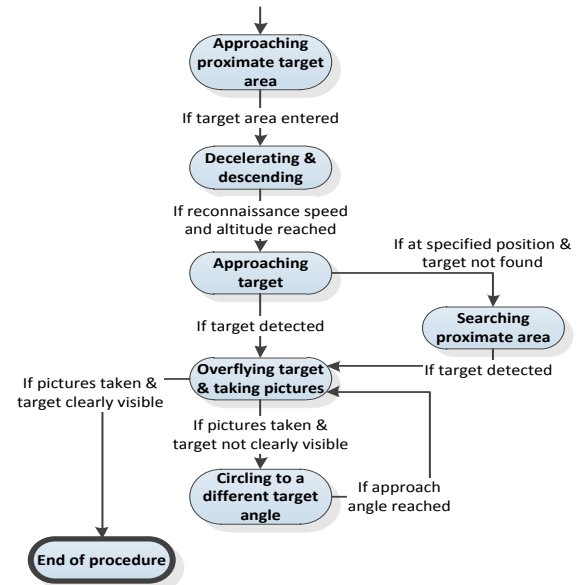 Approaching
proximate target
area
If target area entered
Decelerating &
descending
If reconnaissance speed
and altitude reached
Approaching
target
If at specified position &
target not found
Searching
proximate area
If target detected
If target detected
Overflying target
& taking pictures
If pictures taken &
target clearly visible
If pictures taken &
target not clearly visible
Circling to a
different target
angle
If approach
angle reached
End of procedure